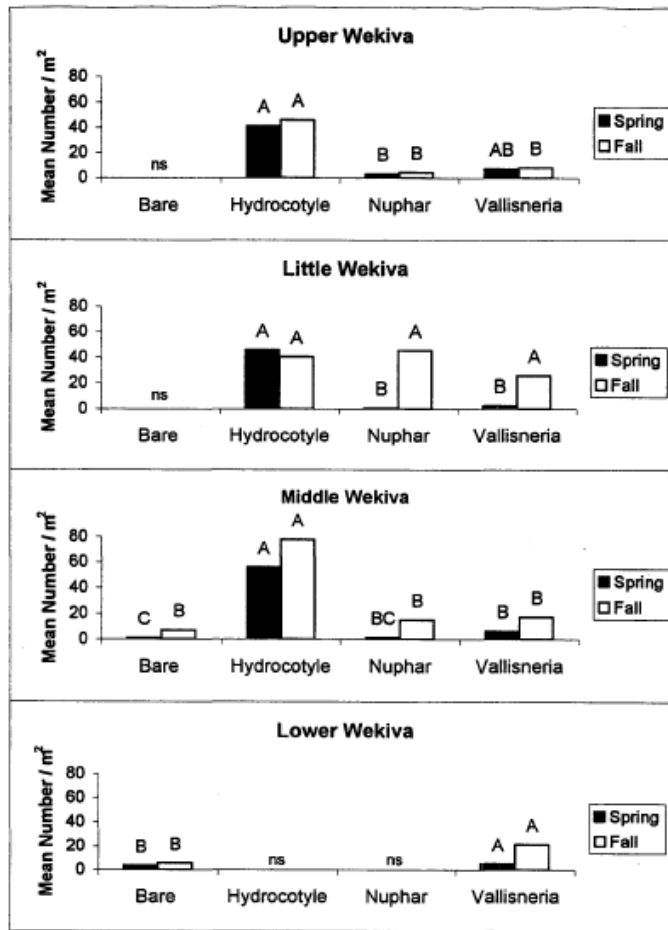 Upper Wekiva
Mean Number / m²
80
60
40
20
0
ns
A A
B B
AB B
Bare Hydrocotyle Nuphar Vallisneria
Spring
Fall
Little Wekiva
Mean Number / m²
80
60
40
20
0
ns
A A
B A
B A
Bare Hydrocotyle Nuphar Vallisneria
Spring
Fall
Middle Wekiva
Mean Number / m²
80
60
40
20
0
C B
A A
BC B
B B
Bare Hydrocotyle Nuphar Vallisneria
Spring
Fall
Lower Wekiva
Mean Number / m²
80
60
40
20
0
B B
ns
ns
A A
Bare Hydrocotyle Nuphar Vallisneria
Spring
Fall